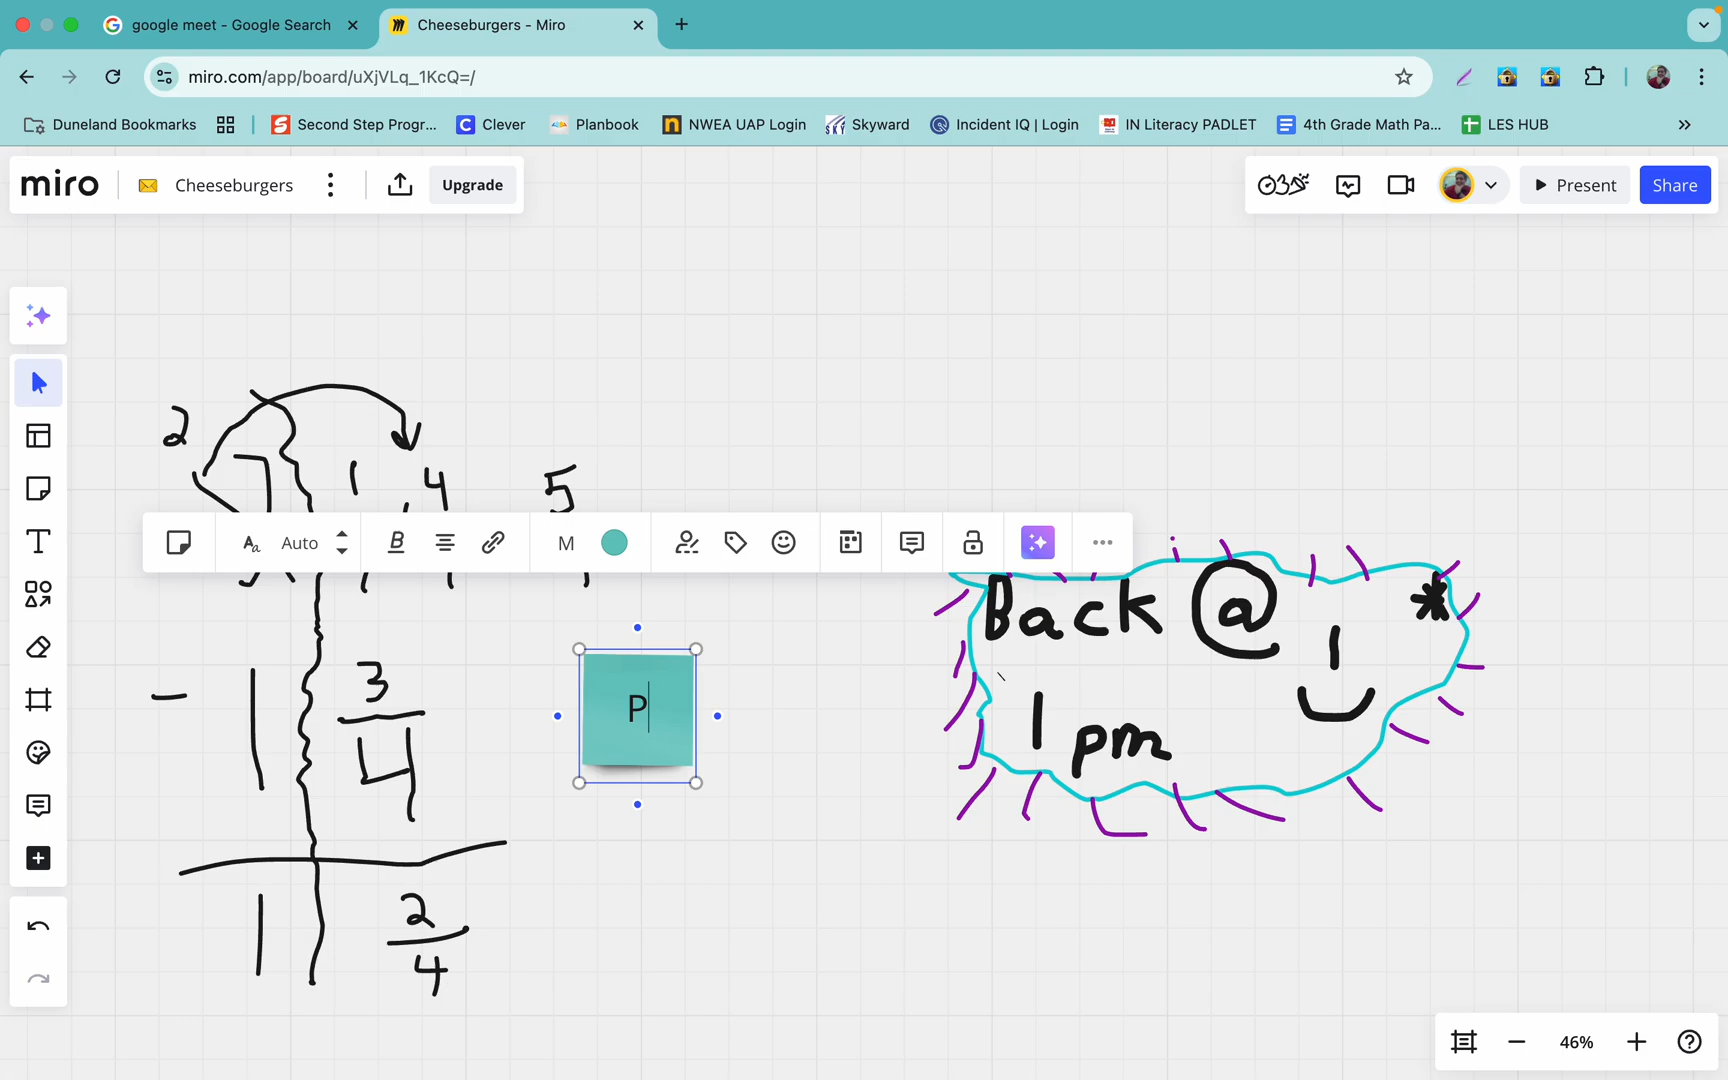 google meet - Google Search
Cheeseburgers - Miro
miro.com/app/board/uXjVLq_1KcQ=/
Duneland Bookmarks
Second Step Progr...
Clever
Planbook
NWEA UAP Login
Skyward
Incident IQ | Login
IN Literacy PADLET
4th Grade Math Pa...
LES HUB
miro
Cheeseburgers
Upgrade
Present
Share
2
1 4 5
Auto
B
M
Back @
1 pm
P
- 1 3
4
1 2
4
46%